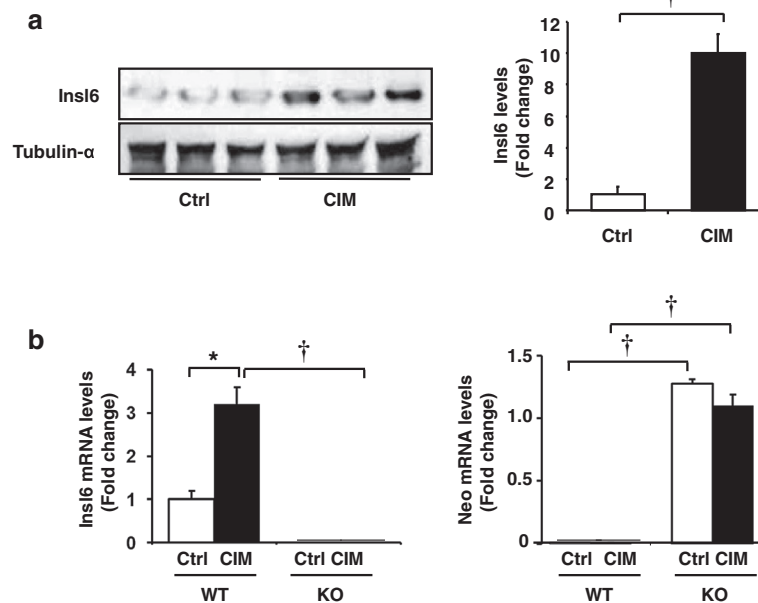 a
Insl6
Tubulin-α
Ctrl CIM
Insl6 levels
(Fold change)
12
10
8
6
4
2
0
Ctrl CIM
b
Insl6 mRNA levels
(Fold change)
4
3
2
1
0
*
†
Ctrl CIM Ctrl CIM
WT KO
Neo mRNA levels
(Fold change)
1.5
1.0
0.5
0
†
†
Ctrl CIM Ctrl CIM
WT KO